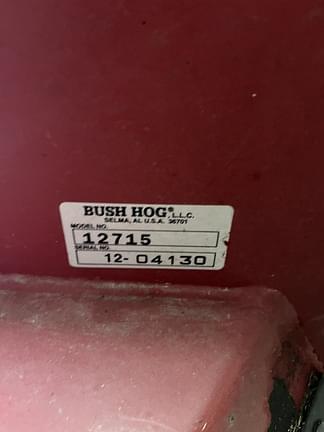 BUSH HOG® L.L.C.
SELMA, AL U.S.A. 36701
MODEL NO.
12715
SERIAL NO.
12-04130